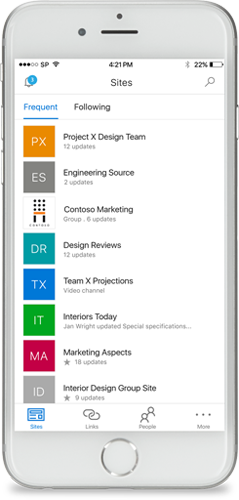 ●●●○○ SP 4:21 PM 22%
3
Sites
Frequent Following
PX
Project X Design Team
12 updates
ES
Engineering Source
2 updates
CONTOSO
Contoso Marketing
Group . 6 updates
DR
Design Reviews
12 updates
TX
Team X Projections
Video channel
IT
Interiors Today
Jan Wright updated Special specifications...
MA
Marketing Aspects
★ 18 updates
ID
Interior Design Group Site
★ 9 updates
Sites Links People More